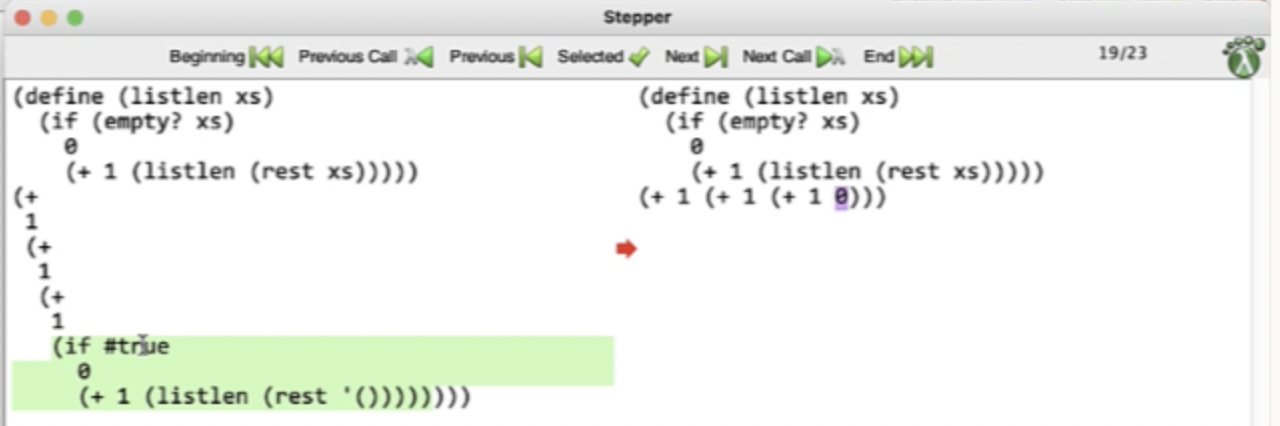 Stepper
Beginning Previous Call Previous Selected Next Next Call End 19/23
(define (listlen xs)
  (if (empty? xs)
    0
    (+ 1 (listlen (rest xs)))))
(+
 1
 (+
  1
  (+
   1
   (if #true
     0
     (+ 1 (listlen (rest '()))))))))
(define (listlen xs)
  (if (empty? xs)
    0
    (+ 1 (listlen (rest xs)))))
(+ 1 (+ 1 (+ 1 0)))